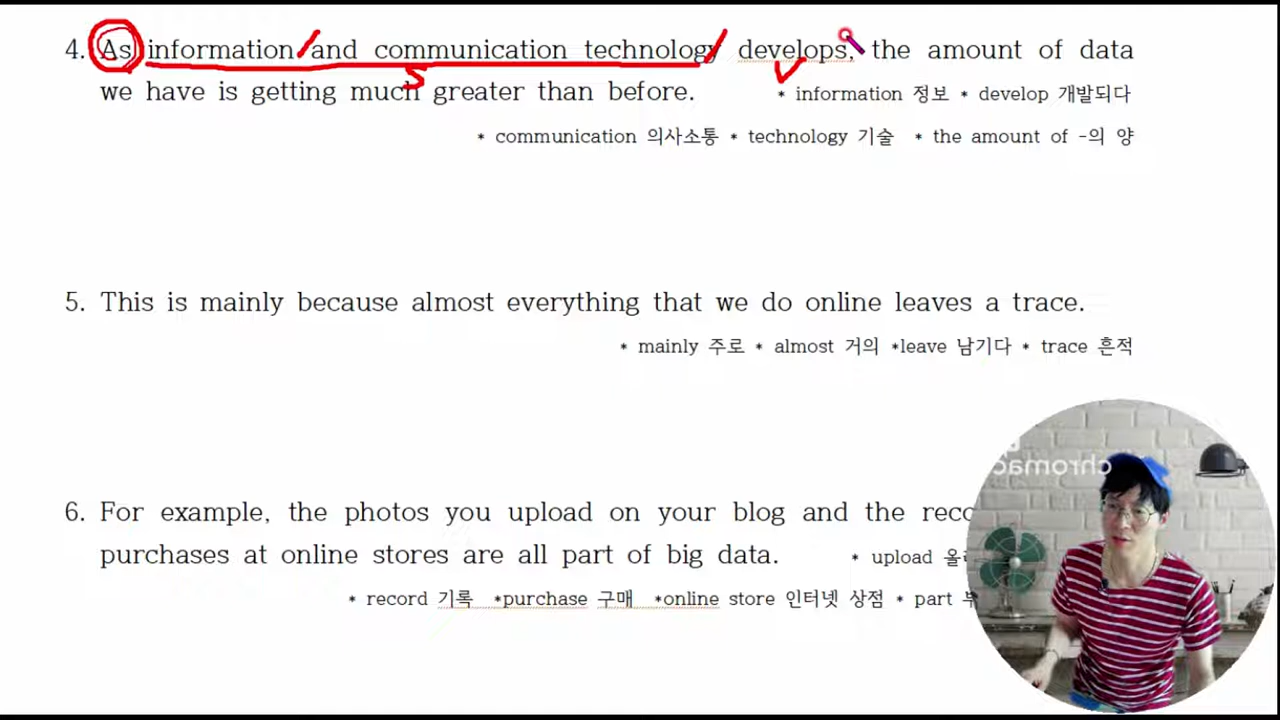 4. As information and communication technology develops, the amount of data
we have is getting much greater than before. * information 정보 * develop 개발되다
* communication 의사소통 * technology 기술 * the amount of -의 양
5. This is mainly because almost everything that we do online leaves a trace.
* mainly 주로 * almost 거의 *leave 남기다 * trace 흔적
6. For example, the photos you upload on your blog and the
purchases at online stores are all part of big data. * upload
* record 기록 *purchase 구매 *online store 인터넷 상점 * part
S V